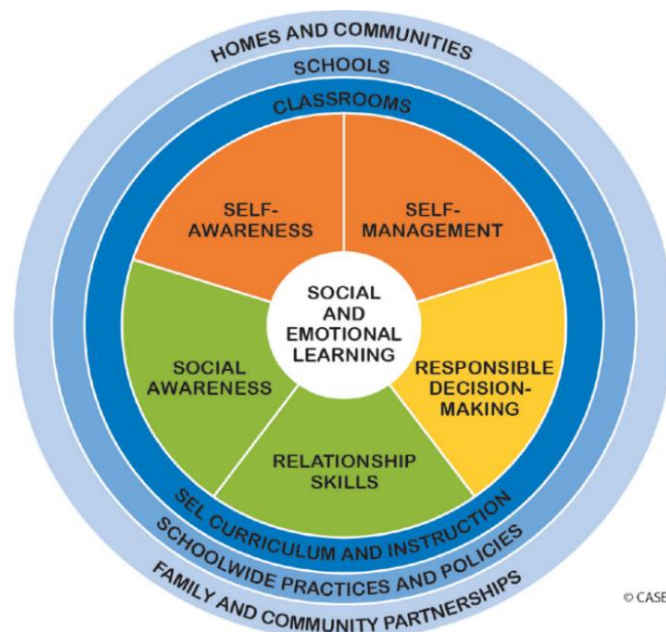 HOMES AND COMMUNITIES
SCHOOLS
CLASSROOMS
SELF-
AWARENESS
SELF-
MANAGEMENT
SOCIAL
AND
EMOTIONAL
LEARNING
SOCIAL
AWARENESS
RESPONSIBLE
DECISION-
MAKING
RELATIONSHIP
SKILLS
SEL CURRICULUM AND INSTRUCTION
SCHOOLWIDE PRACTICES AND POLICIES
FAMILY AND COMMUNITY PARTNERSHIPS
© CASE